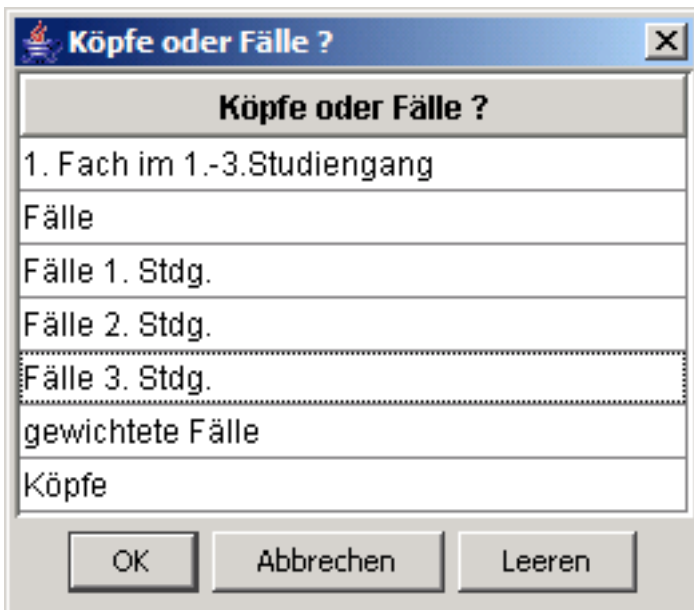 Köpfe oder Fälle ?
Köpfe oder Fälle ?
1. Fach im 1.-3.Studiengang
Fälle
Fälle 1. Stdg.
Fälle 2. Stdg.
Fälle 3. Stdg.
gewichtete Fälle
Köpfe
OK Abbrechen Leeren